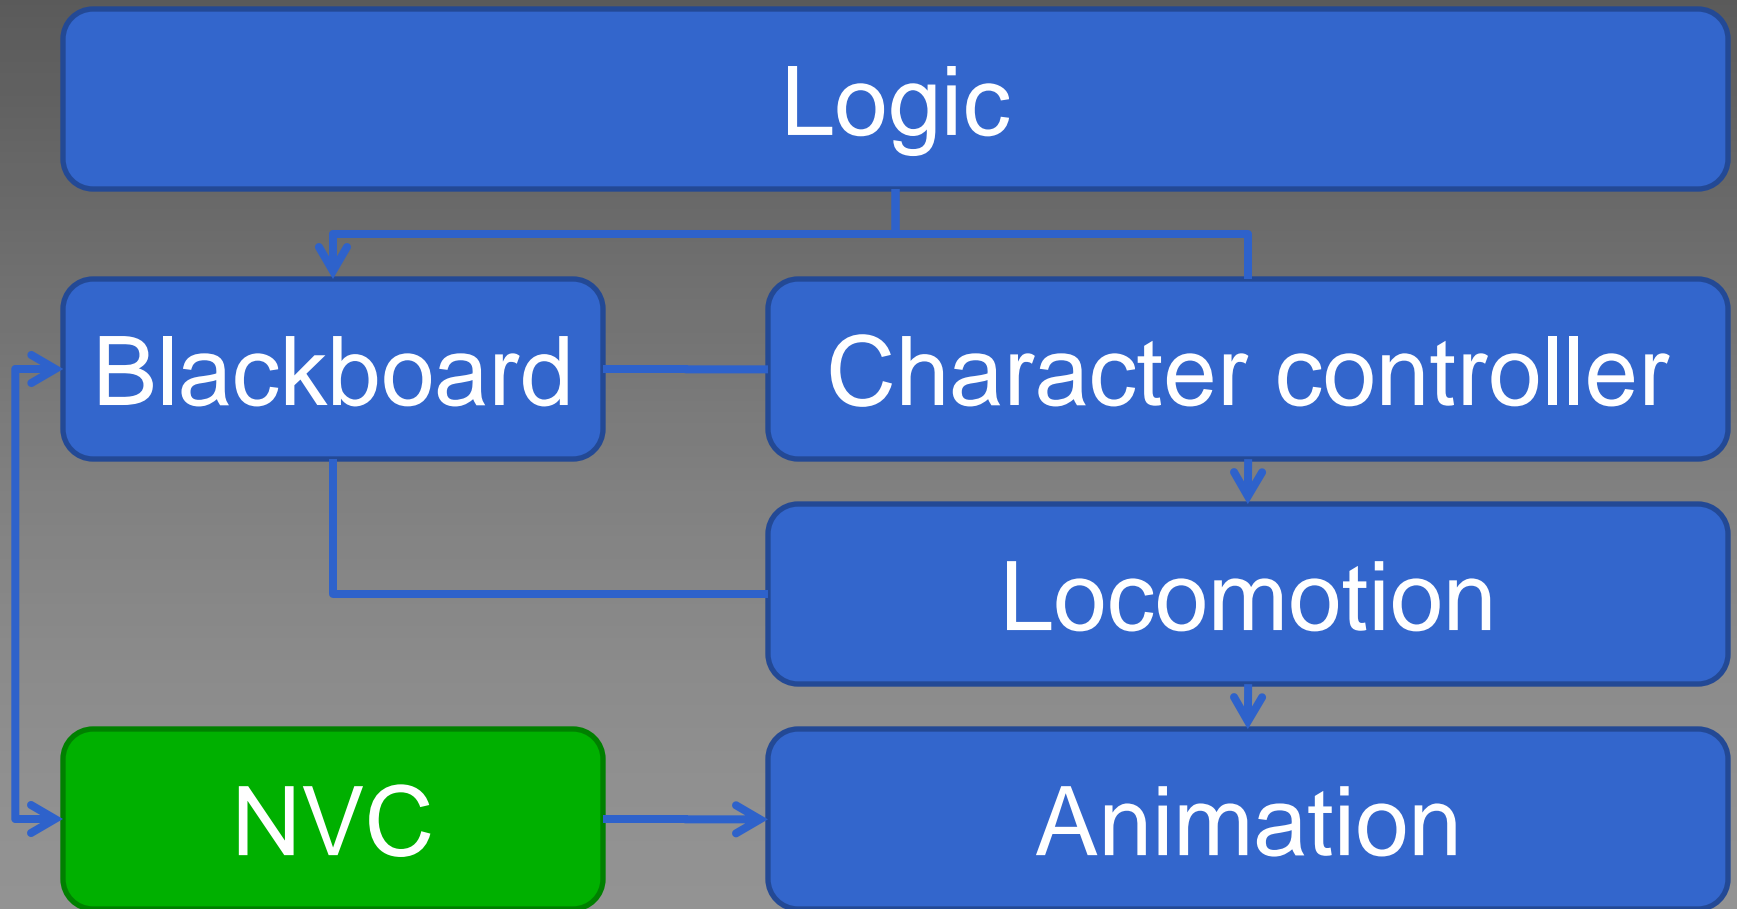 Logic
Blackboard
Character controller
Locomotion
NVC
Animation